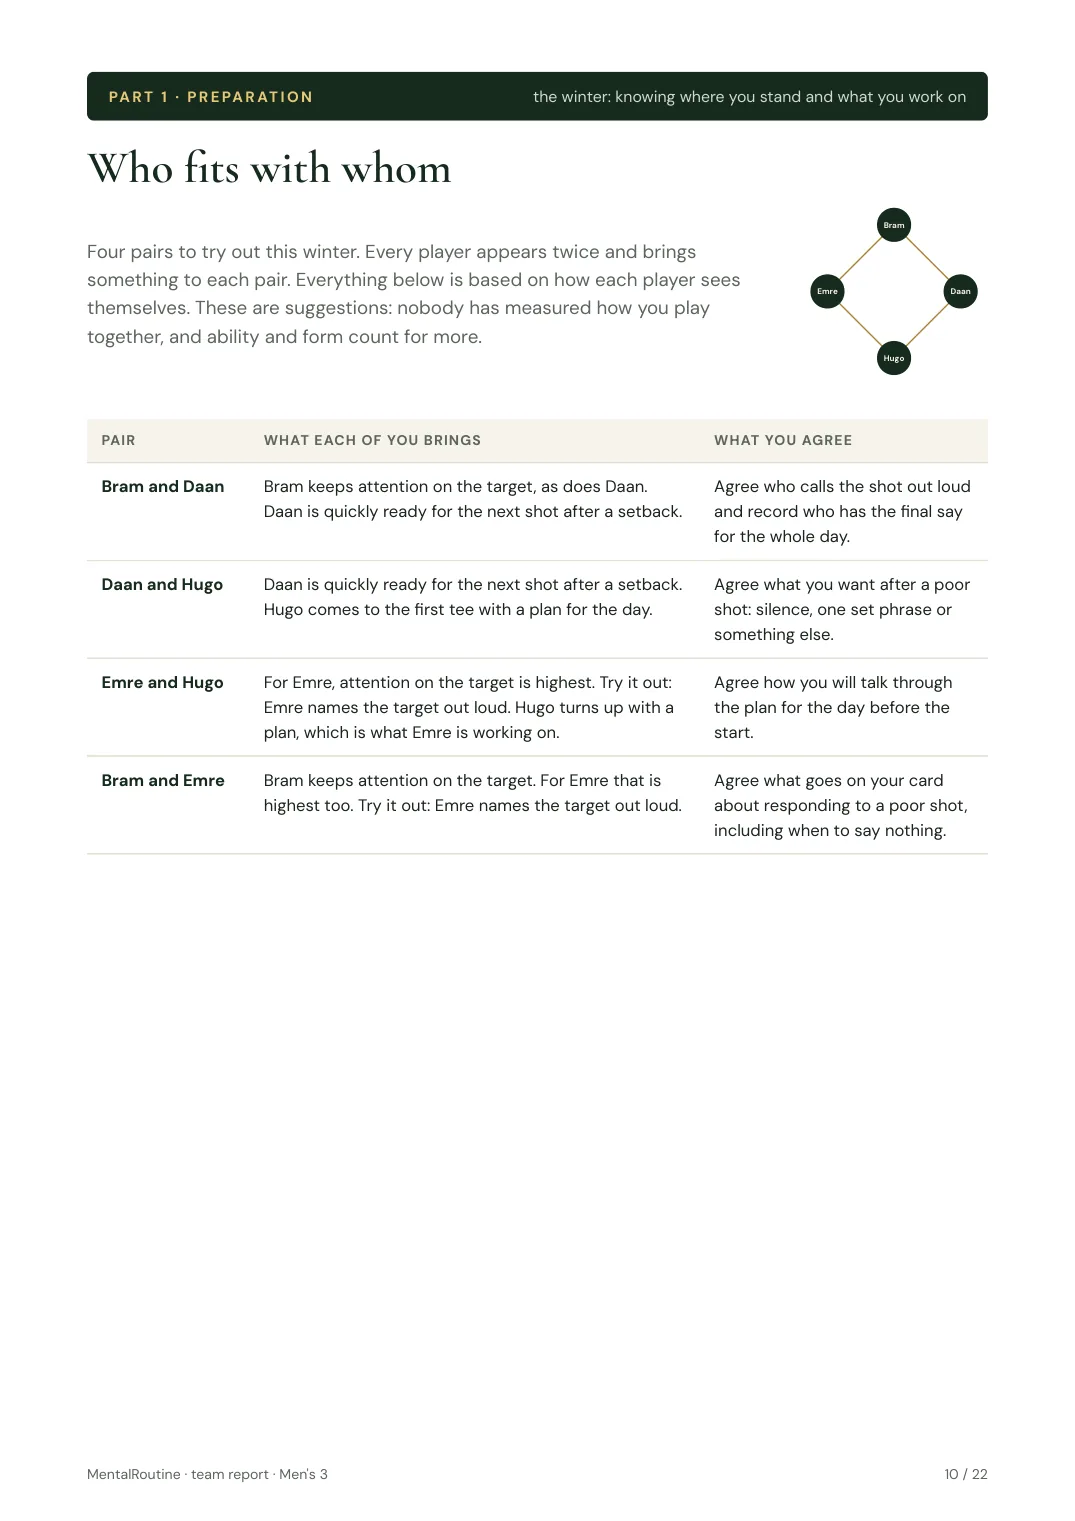 PART 1 · PREPARATION
the winter: knowing where you stand and what you work on
Who fits with whom
Four pairs to try out this winter. Every player appears twice and brings
something to each pair. Everything below is based on how each player sees
themselves. These are suggestions: nobody has measured how you play
together, and ability and form count for more.
Bram
Emre
Daan
Hugo
PAIR
WHAT EACH OF YOU BRINGS
WHAT YOU AGREE
Bram and Daan
Bram keeps attention on the target, as does Daan.
Daan is quickly ready for the next shot after a setback.
Agree who calls the shot out loud
and record who has the final say
for the whole day.
Daan and Hugo
Daan is quickly ready for the next shot after a setback.
Hugo comes to the first tee with a plan for the day.
Agree what you want after a poor
shot: silence, one set phrase or
something else.
Emre and Hugo
For Emre, attention on the target is highest. Try it out:
Emre names the target out loud. Hugo turns up with a
plan, which is what Emre is working on.
Agree how you will talk through
the plan for the day before the
start.
Bram and Emre
Bram keeps attention on the target. For Emre that is
highest too. Try it out: Emre names the target out loud.
Agree what goes on your card
about responding to a poor shot,
including when to say nothing.
MentalRoutine · team report · Men's 3
10 / 22